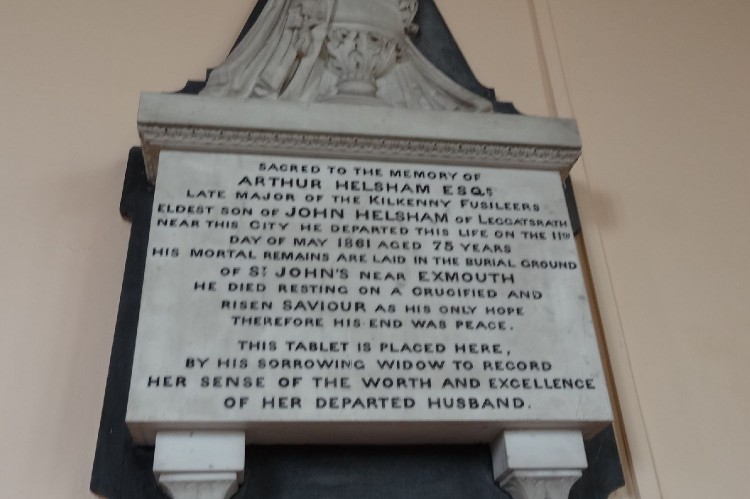 SACRED TO THE MEMORY OF
ARTHUR HELSHAM ESQR
LATE MAJOR OF THE KILKENNY FUSILEERS
ELDEST SON OF JOHN HELSHAM OF LEGGATSRATH
NEAR THIS CITY HE DEPARTED THIS LIFE ON THE 11TH
DAY OF MAY 1861 AGED 75 YEARS
HIS MORTAL REMAINS ARE LAID IN THE BURIAL GROUND
OF ST JOHN'S NEAR EXMOUTH
HE DIED RESTING ON A CRUCIFIED AND
RISEN SAVIOUR AS HIS ONLY HOPE
THEREFORE HIS END WAS PEACE.
THIS TABLET IS PLACED HERE,
BY HIS SORROWING WIDOW TO RECORD
HER SENSE OF THE WORTH AND EXCELLENCE
OF HER DEPARTED HUSBAND.